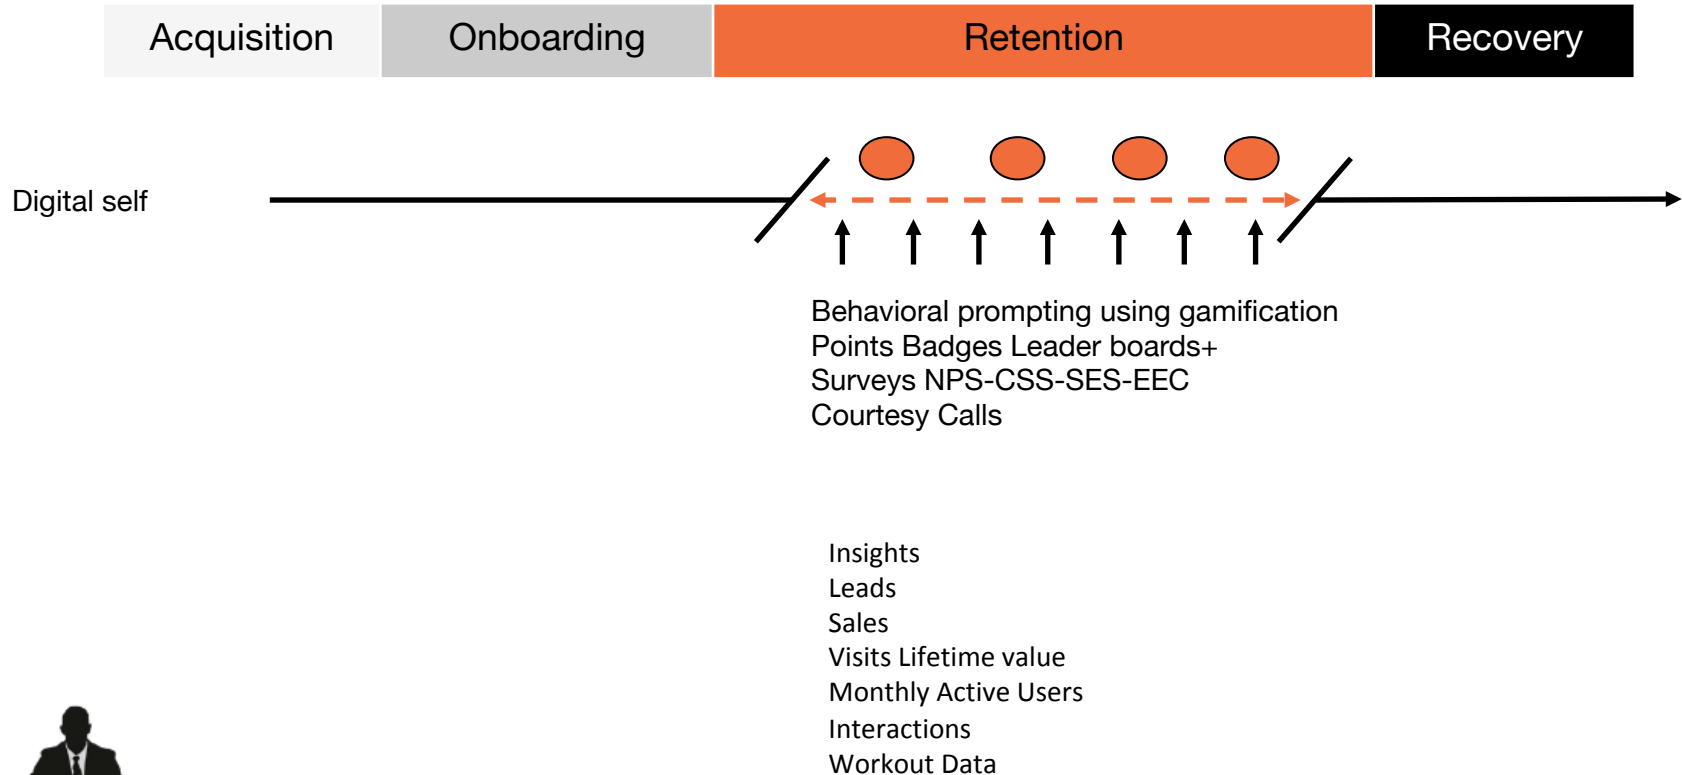 Acquisition Onboarding Retention Recovery
Digital self
Behavioral prompting using gamification
Points Badges Leader boards+
Surveys NPS-CSS-SES-EEC
Courtesy Calls
Insights
Leads
Sales
Visits Lifetime value
Monthly Active Users
Interactions
Workout Data